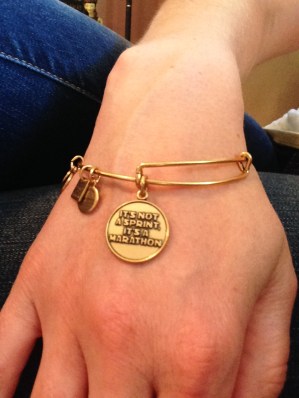 IT'S NOT
A SPRINT,
IT'S A
MARATHON